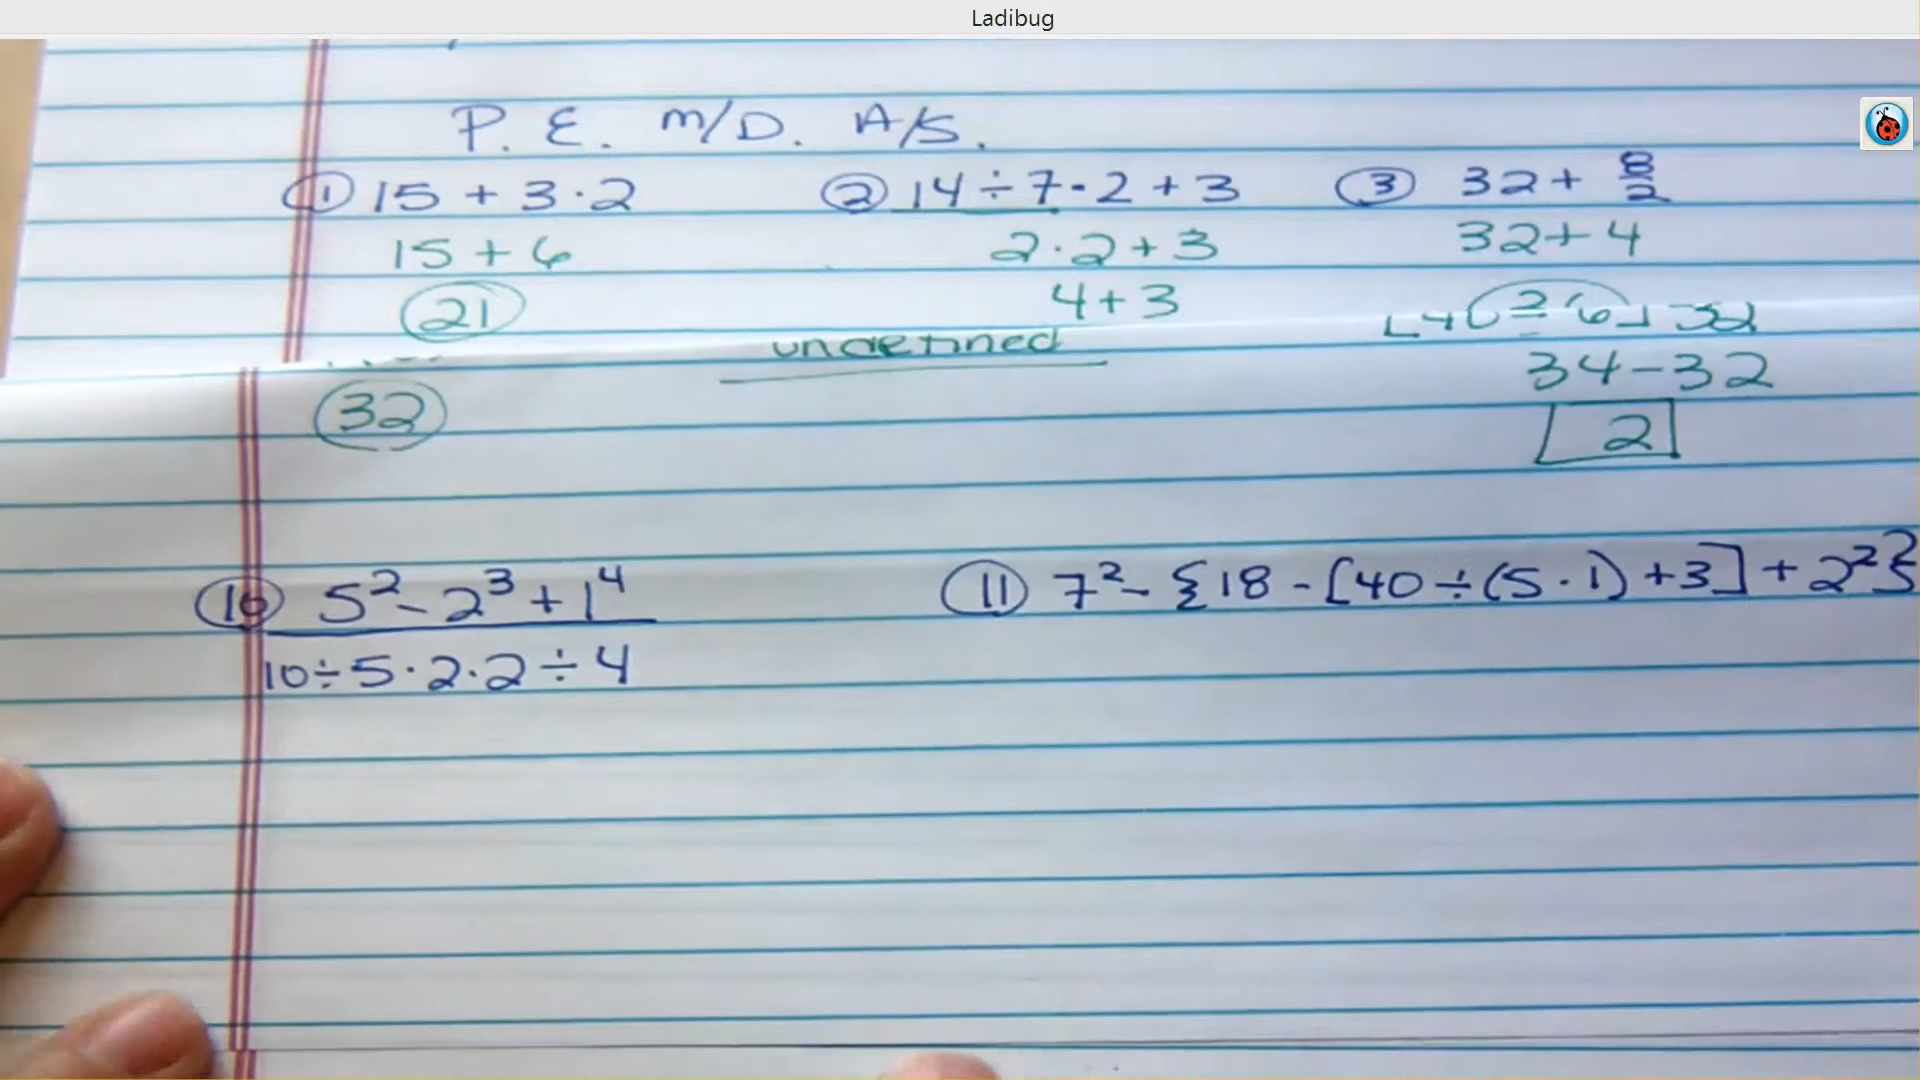 Ladibug
P. E. M/D. A/S.
① 15 + 3 · 2 ② 14 ÷ 7 · 2 + 3 ③ 32 + 8/2
15 + 6 2 · 2 + 3 32 + 4
21 4 + 3
undefined
32 34 - 32
2
⑩ 5² - 2³ + 1⁴ ⑪ 7² - {18 - [40 ÷ (5 · 1) + 3] + 2²}
10 ÷ 5 · 2 · 2 ÷ 4